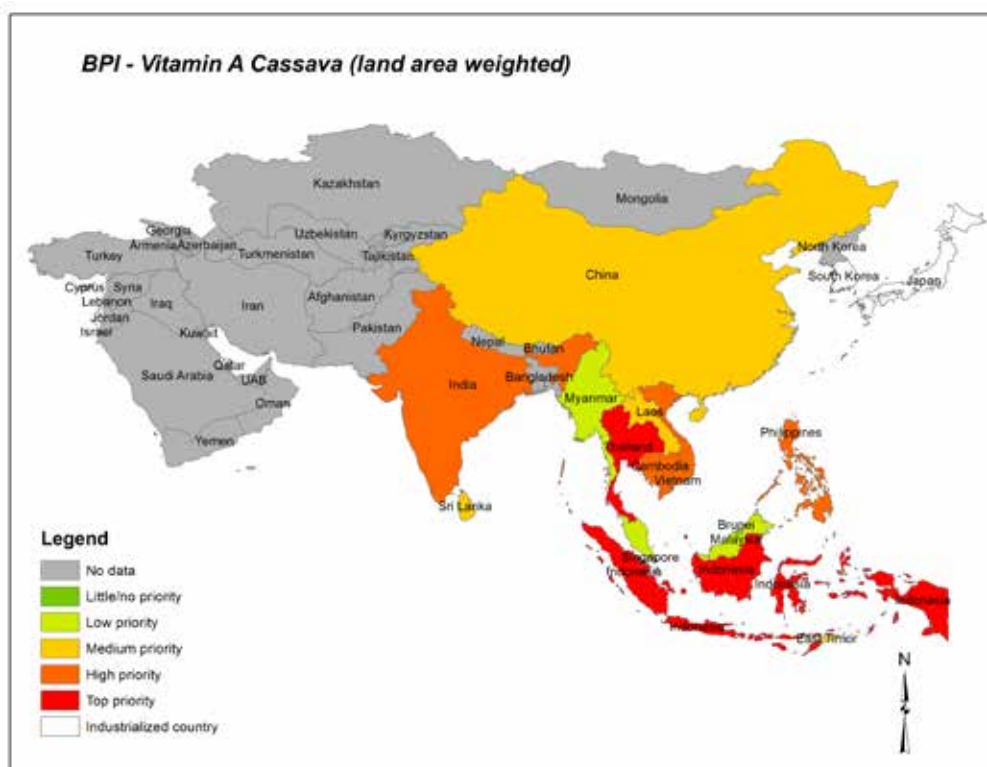 BPI - Vitamin A Cassava (land area weighted)
Kazakhstan
Mongolia
Georgia
Armenia
Azerbaijan
Uzbekistan
Kyrgyzstan
Turkey
Turkmenistan
Tajikistan
North Korea
South Korea
Japan
China
Cyprus
Syria
Lebanon
Iraq
Iran
Afghanistan
Jordan
Israel
Kuwait
Pakistan
Nepal
Bhutan
Qatar
Saudi Arabia
UAB
India
Bangladesh
Myanmar
Oman
Laos
Yemen
Philippines
Thailand
Cambodia
Vietnam
Sri Lanka
Brunei
Malaysia
Singapore
Indonesia
Indonesia
Indonesia
Indonesia
Indonesia
East Timor
Legend
No data
Little/no priority
Low priority
Medium priority
High priority
Top priority
Industrialized country
N